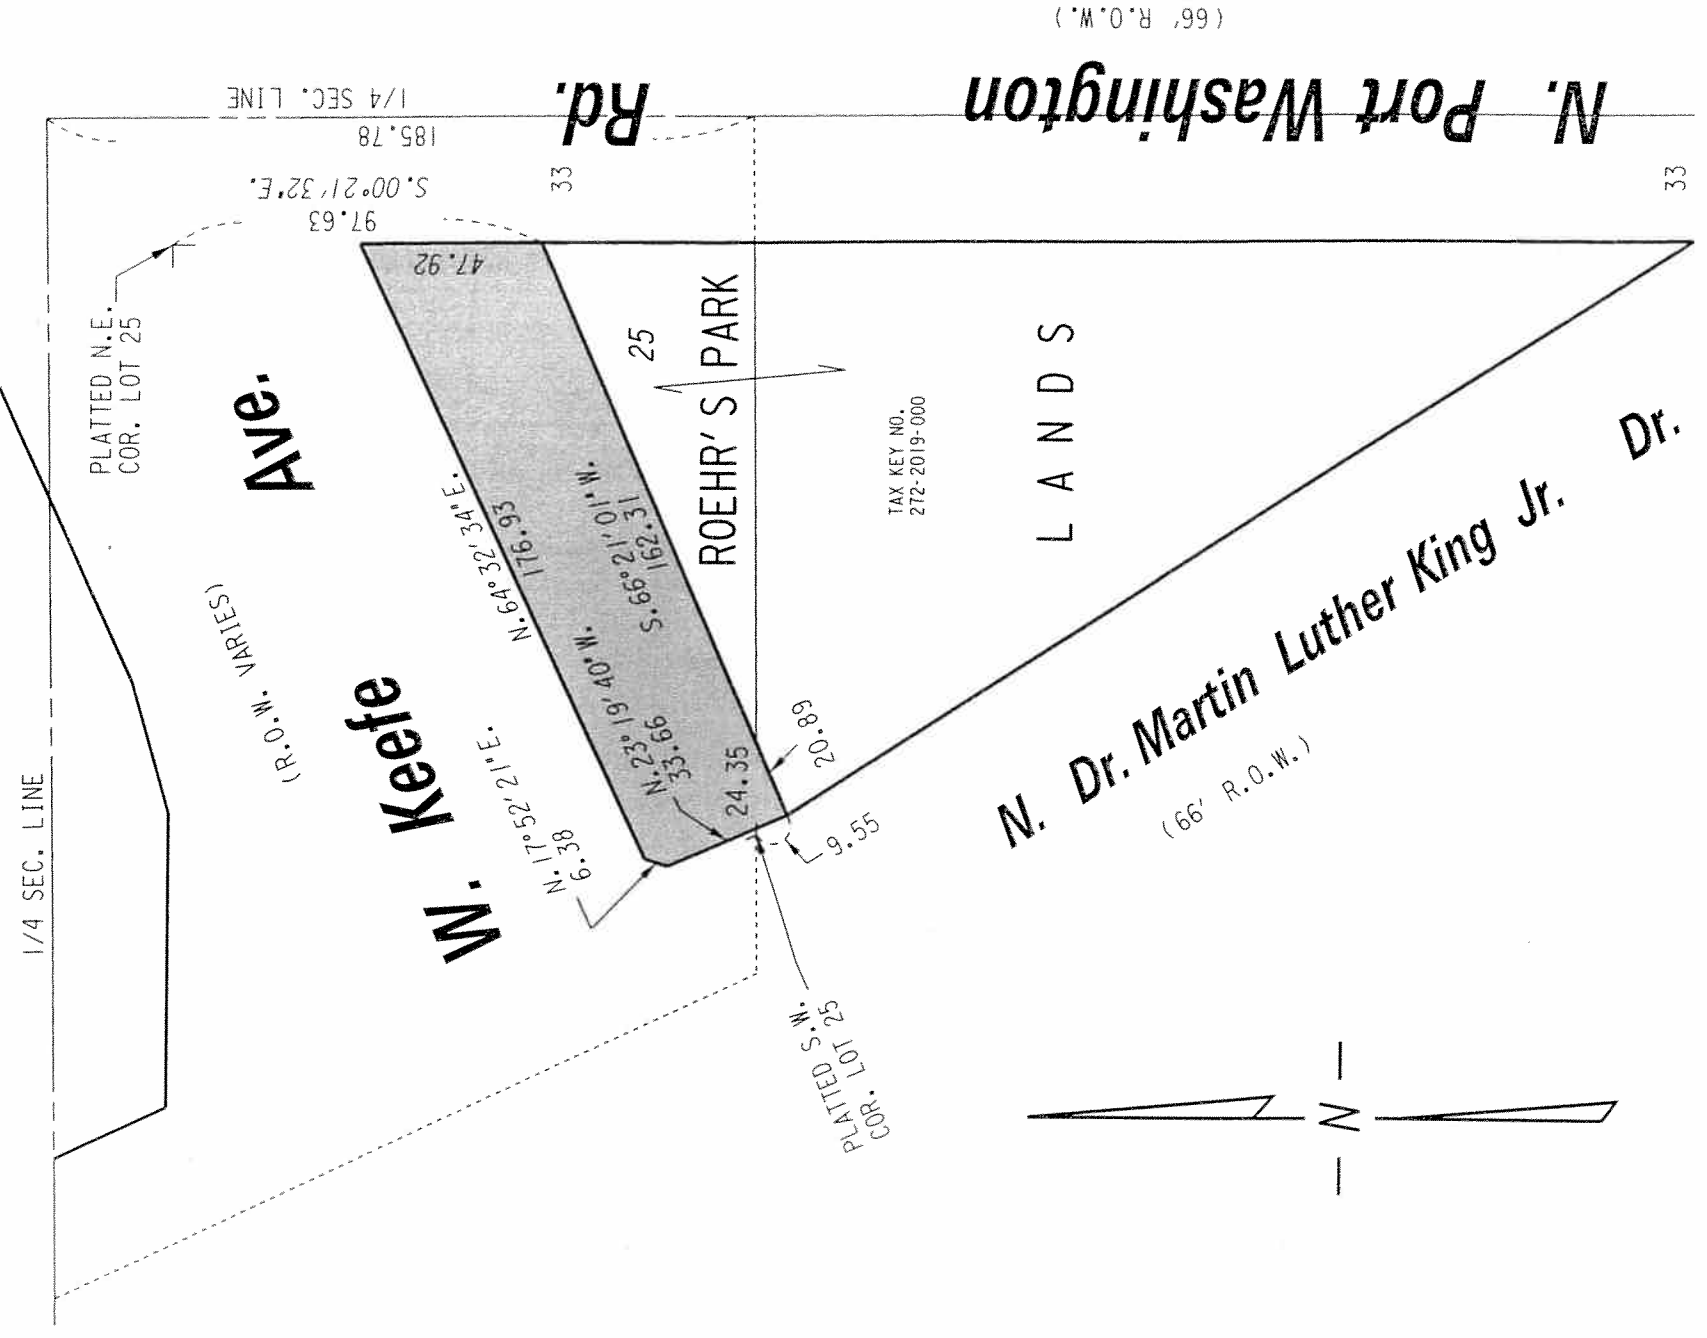 1/4 SEC. LINE
PLATTED N.E.
COR. LOT 25
W. Keefe Ave.
(R.O.W. VARIES)
1/4 SEC. LINE
185.78
S.00°21'32"E.
97.63
47.92
33
N. Port Washington Rd.
(66' R.O.W.)
33
N.64°32'34"E.
176.93
N.17°52'21"E.
6.38
N.23°19'40"W.
33.66
S.66°21'01"W.
162.31
24.35
20.89
9.55
25
ROEHR'S PARK
TAX KEY NO.
272-2019-000
LANDS
PLATTED S.W.
COR. LOT 25
N. Dr. Martin Luther King Jr. Dr.
(66' R.O.W.)
N